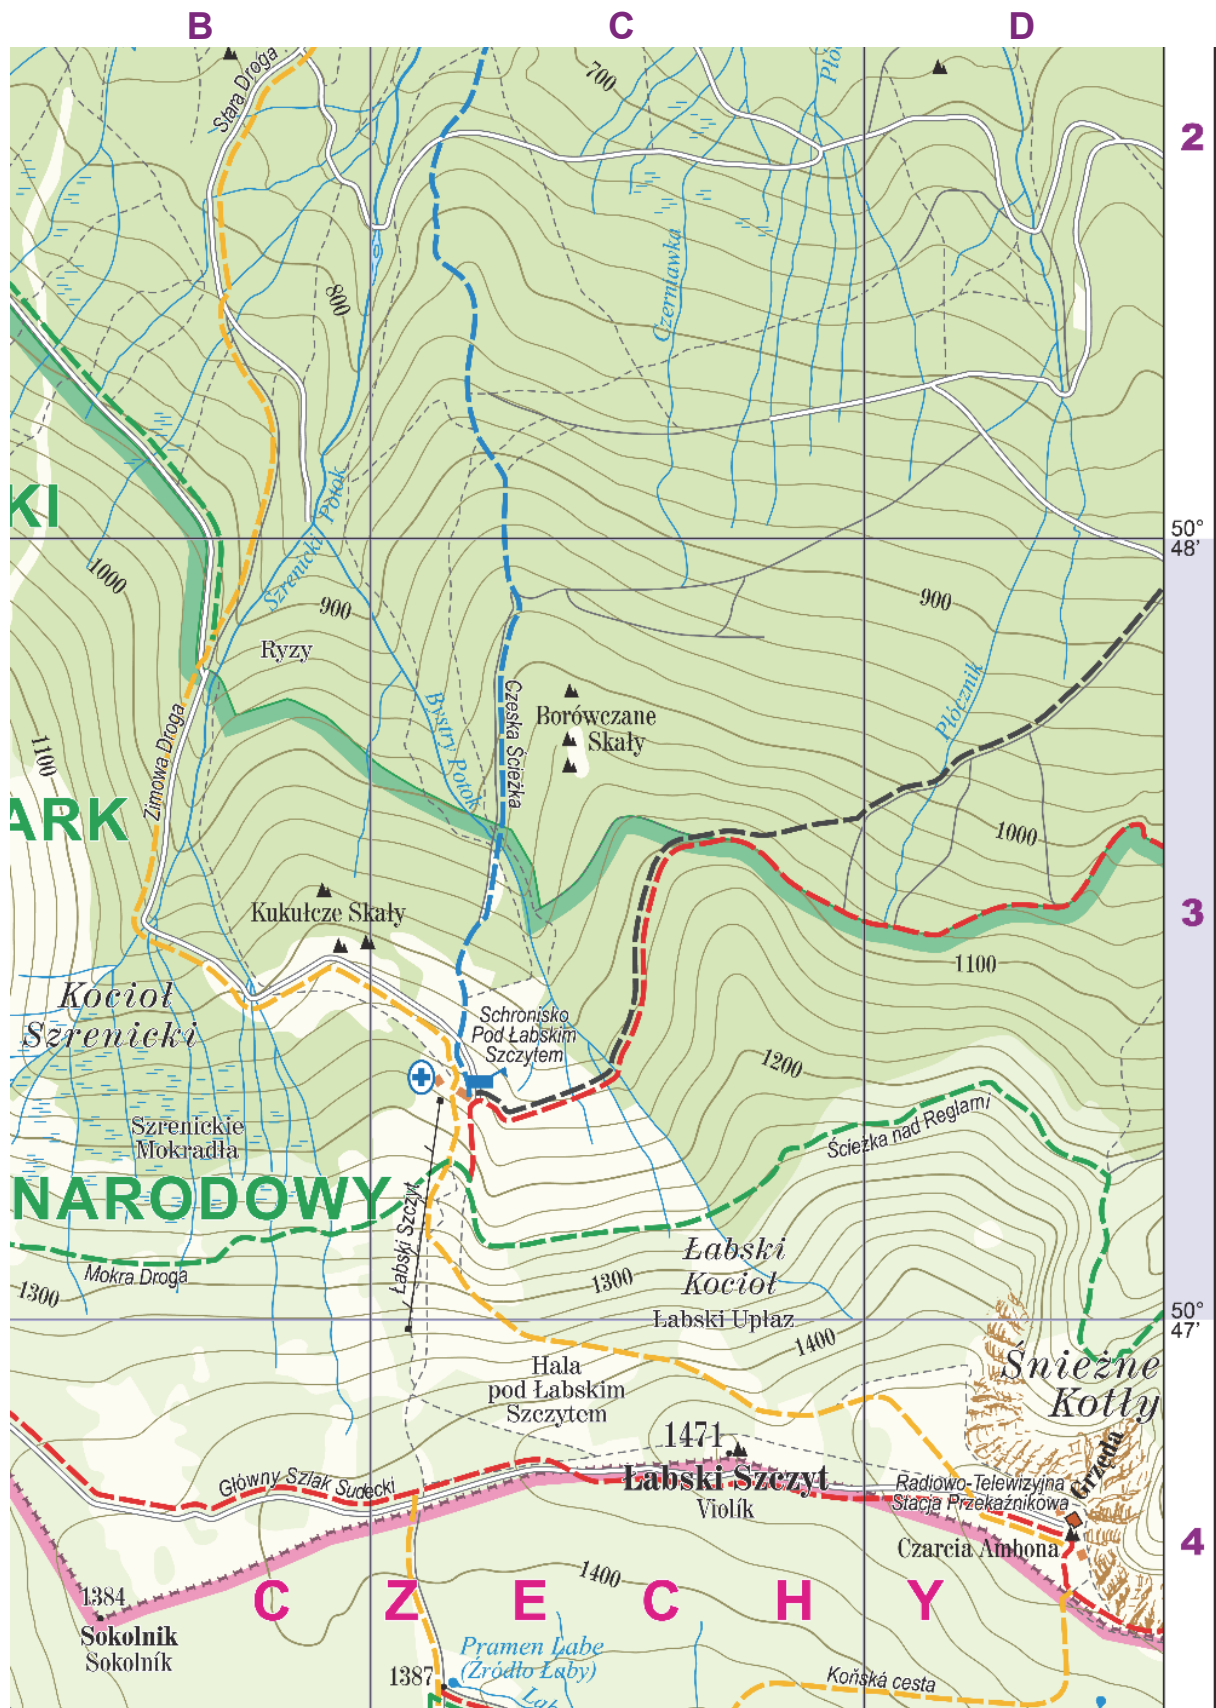 B
C
D
2
Stara Droga
700
Płó
800
Czerniawka
KI
Szrenicki Potok
50°
48'
1000
900
900
Ryzy
Płócznik
Bystry Potok
Czeska Ścieżka
Borówczane
Skały
Zimowa Droga
1100
ARK
1000
Kukułcze Skały
3
1100
Kocioł
Szrenicki
Schronisko
Pod Łabskim
Szczytem
1200
Szrenickie
Mokradła
Ścieżka nad Reglami
NARODOWY
Łabski Szczyt
Mokra Droga
Łabski
Kocioł
1300
1300
Łabski Upłaz
50°
47'
1400
Hala
pod Łabskim
Szczytem
Śnieżne
Kotły
1471
Łabski Szczyt
Violík
Główny Szlak Sudecki
Radiowo-Telewizyjna
Stacja Przekaźnikowa
Grzęda
Czarcia Ambona
4
1400
C Z E C H Y
1384
Sokolnik
Sokolník
Pramen Labe
(Źródło Łaby)
1387
Lab
Koňská cesta